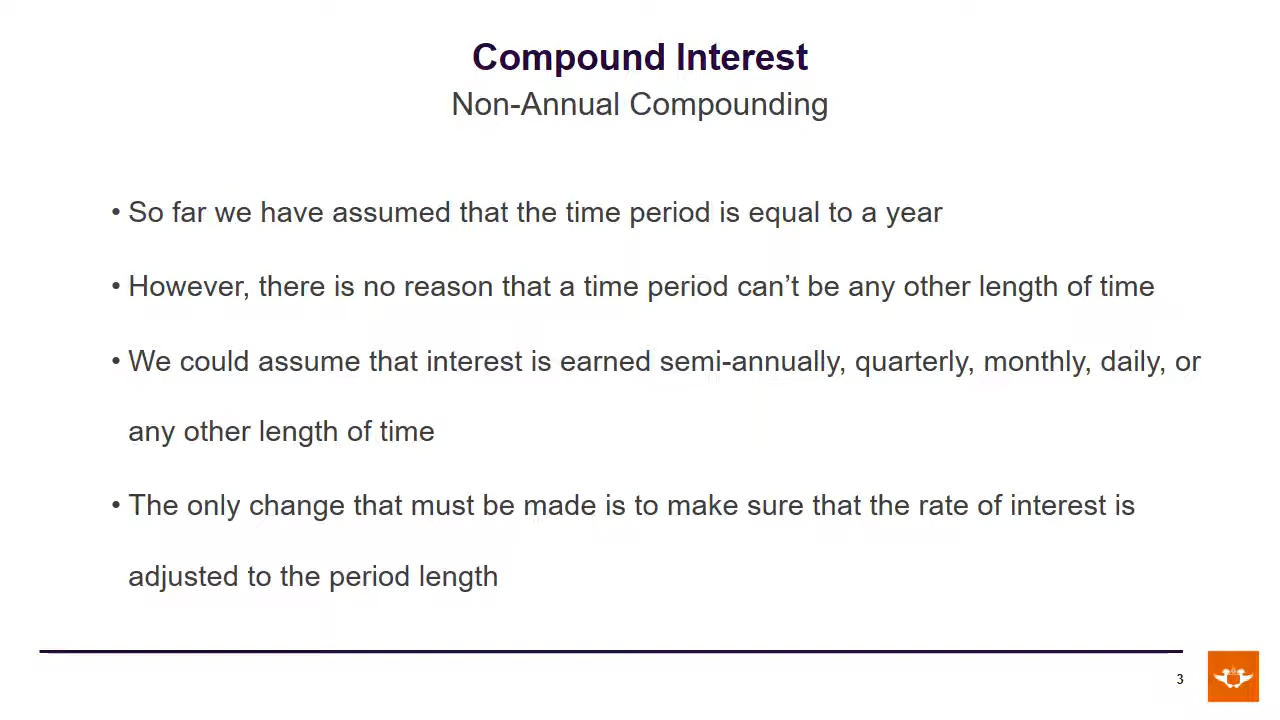 Compound Interest
Non-Annual Compounding
• So far we have assumed that the time period is equal to a year
• However, there is no reason that a time period can’t be any other length of time
• We could assume that interest is earned semi-annually, quarterly, monthly, daily, or
any other length of time
• The only change that must be made is to make sure that the rate of interest is
adjusted to the period length
3